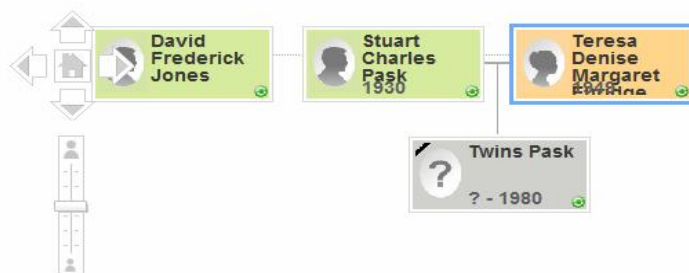 David
Frederick
Jones
Stuart
Charles
Pask
1930
Teresa
Denise
Margaret
?
Twins Pask
? - 1980